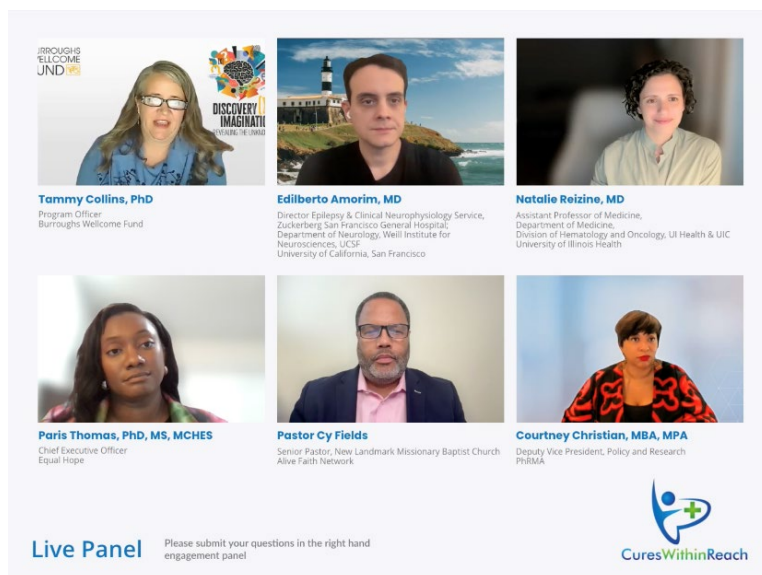 DISCOVERY
IMAGINATI
REVEALING THE
Tammy Collins, PhD
Program Officer
Burroughs Wellcome Fund
Edilberto Amorim, MD
Director Epilepsy & Clinical Neurophysiology Service,
Zuckerberg San Francisco General Hospital;
Department of Neurology, Weill Institute for
Neurosciences, UCSF
University of California, San Francisco
Natalie Reizine, MD
Assistant Professor of Medicine,
Department of Medicine,
Division of Hematology and Oncology, UI Health & UIC
University of Illinois Health
Paris Thomas, PhD, MS, MCHES
Chief Executive Officer
Equal Hope
Pastor Cy Fields
Senior Pastor, New Landmark Missionary Baptist Church
Alive Faith Network
Courtney Christian, MBA, MPA
Deputy Vice President, Policy and Research
PhRMA
Live Panel
Please submit your questions in the right hand
engagement panel
CuresWithinReach